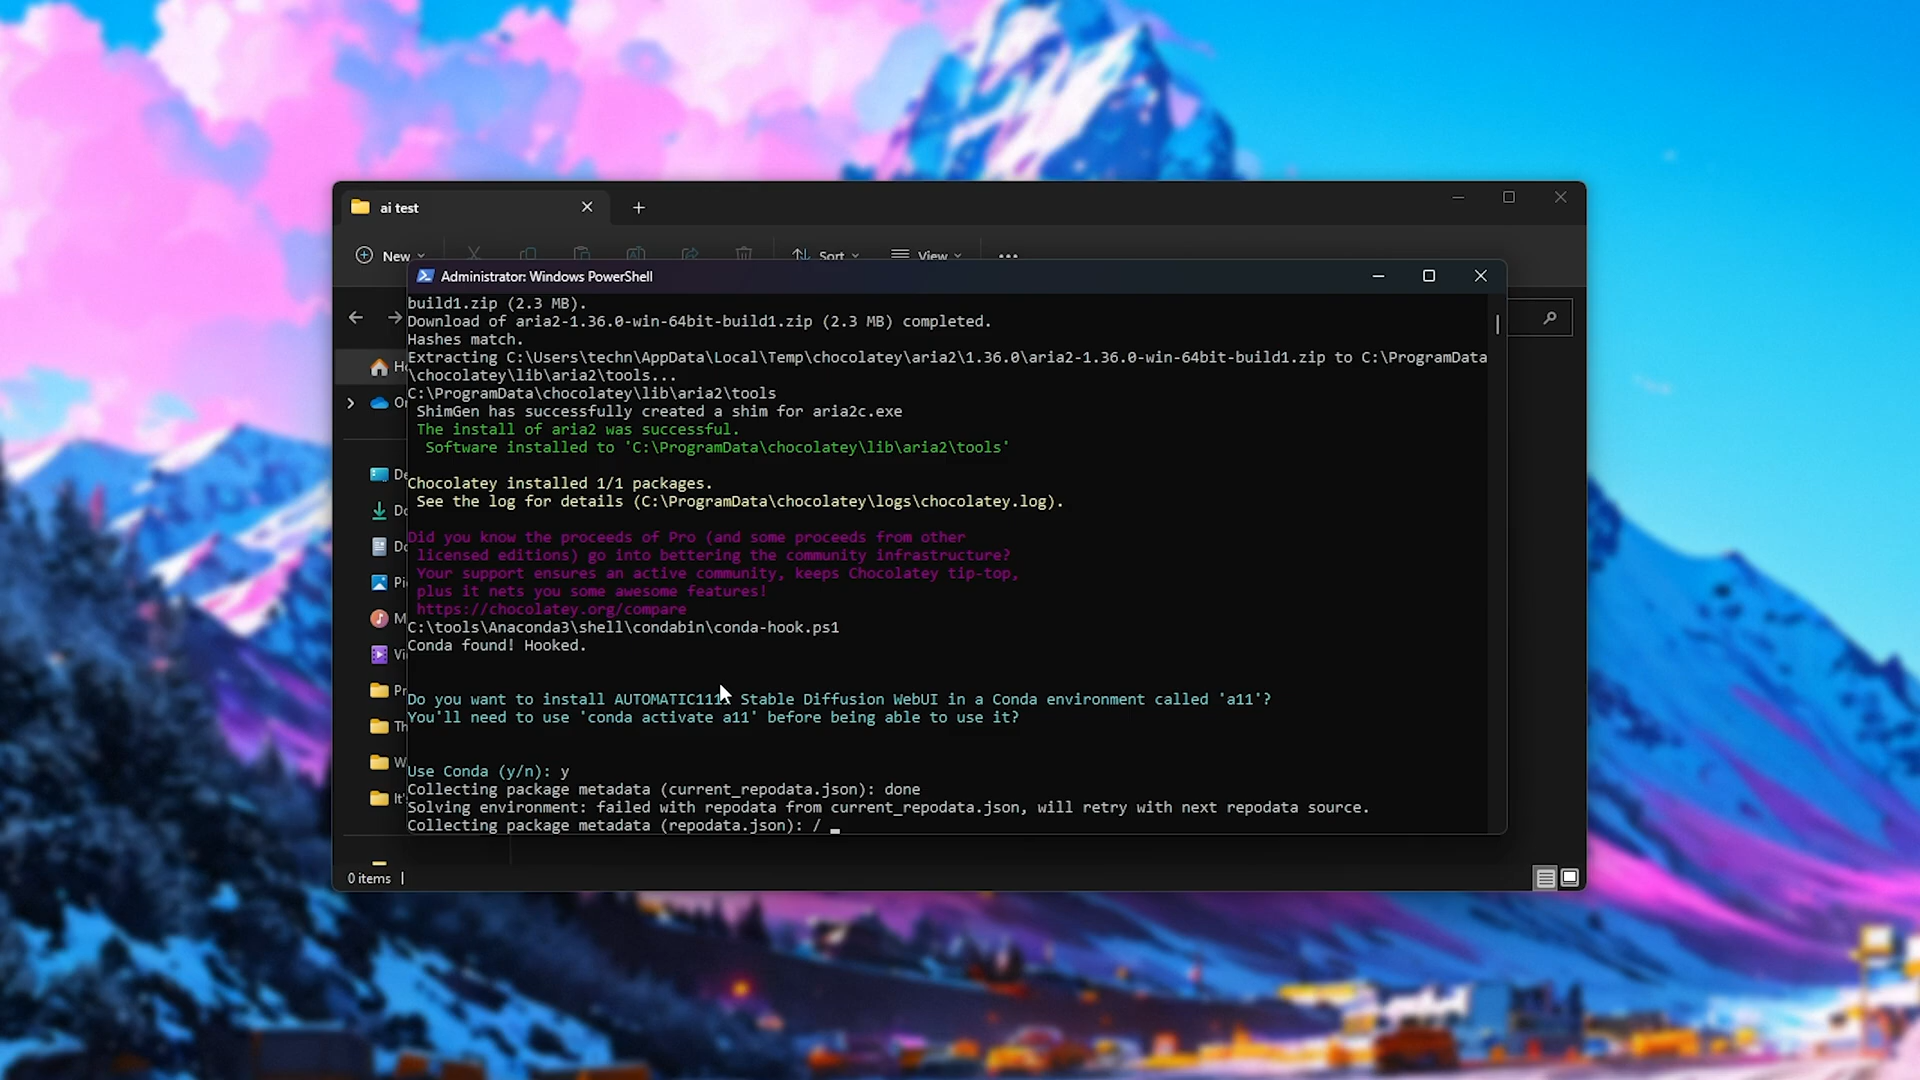 ai test
New
Sort
View
Administrator: Windows PowerShell
build1.zip (2.3 MB).
Download of aria2-1.36.0-win-64bit-build1.zip (2.3 MB) completed.
Hashes match.
Extracting C:\Users\techn\AppData\Local\Temp\chocolatey\aria2\1.36.0\aria2-1.36.0-win-64bit-build1.zip to C:\ProgramData
\chocolatey\lib\aria2\tools...
C:\ProgramData\chocolatey\lib\aria2\tools
ShimGen has successfully created a shim for aria2c.exe
The install of aria2 was successful.
Software installed to 'C:\ProgramData\chocolatey\lib\aria2\tools'
Chocolatey installed 1/1 packages.
See the log for details (C:\ProgramData\chocolatey\logs\chocolatey.log).
Did you know the proceeds of Pro (and some proceeds from other
licensed editions) go into bettering the community infrastructure?
Your support ensures an active community, keeps Chocolatey tip-top,
plus it nets you some awesome features!
https://chocolatey.org/compare
C:\tools\Anaconda3\shell\condabin\conda-hook.ps1
Conda found! Hooked.
Do you want to install AUTOMATIC111 Stable Diffusion WebUI in a Conda environment called 'a11'?
You'll need to use 'conda activate a11' before being able to use it?
Use Conda (y/n): y
Collecting package metadata (current_repodata.json): done
Solving environment: failed with repodata from current_repodata.json, will retry with next repodata source.
Collecting package metadata (repodata.json): /
0 items